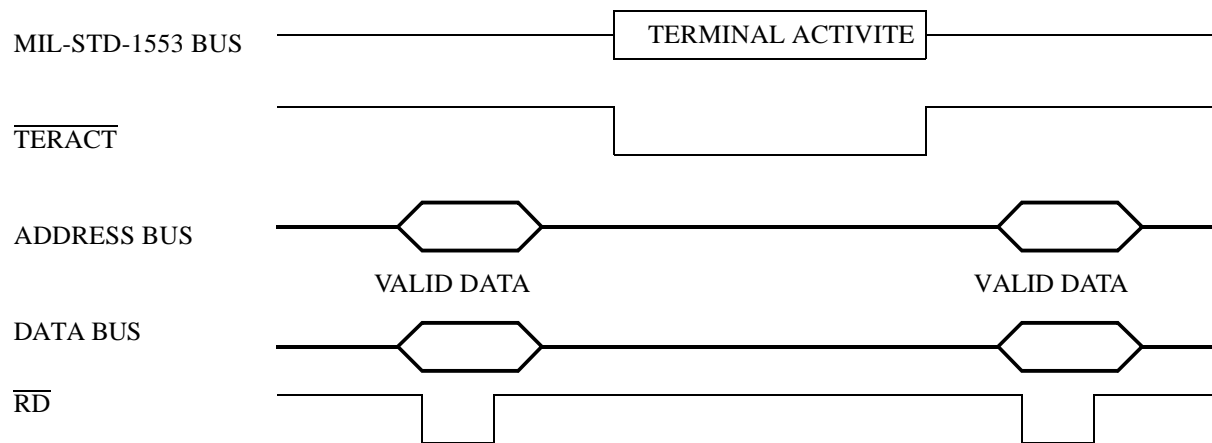 MIL-STD-1553 BUS
TERMINAL ACTIVITE
TERACT
ADDRESS BUS
VALID DATA
VALID DATA
DATA BUS
RD